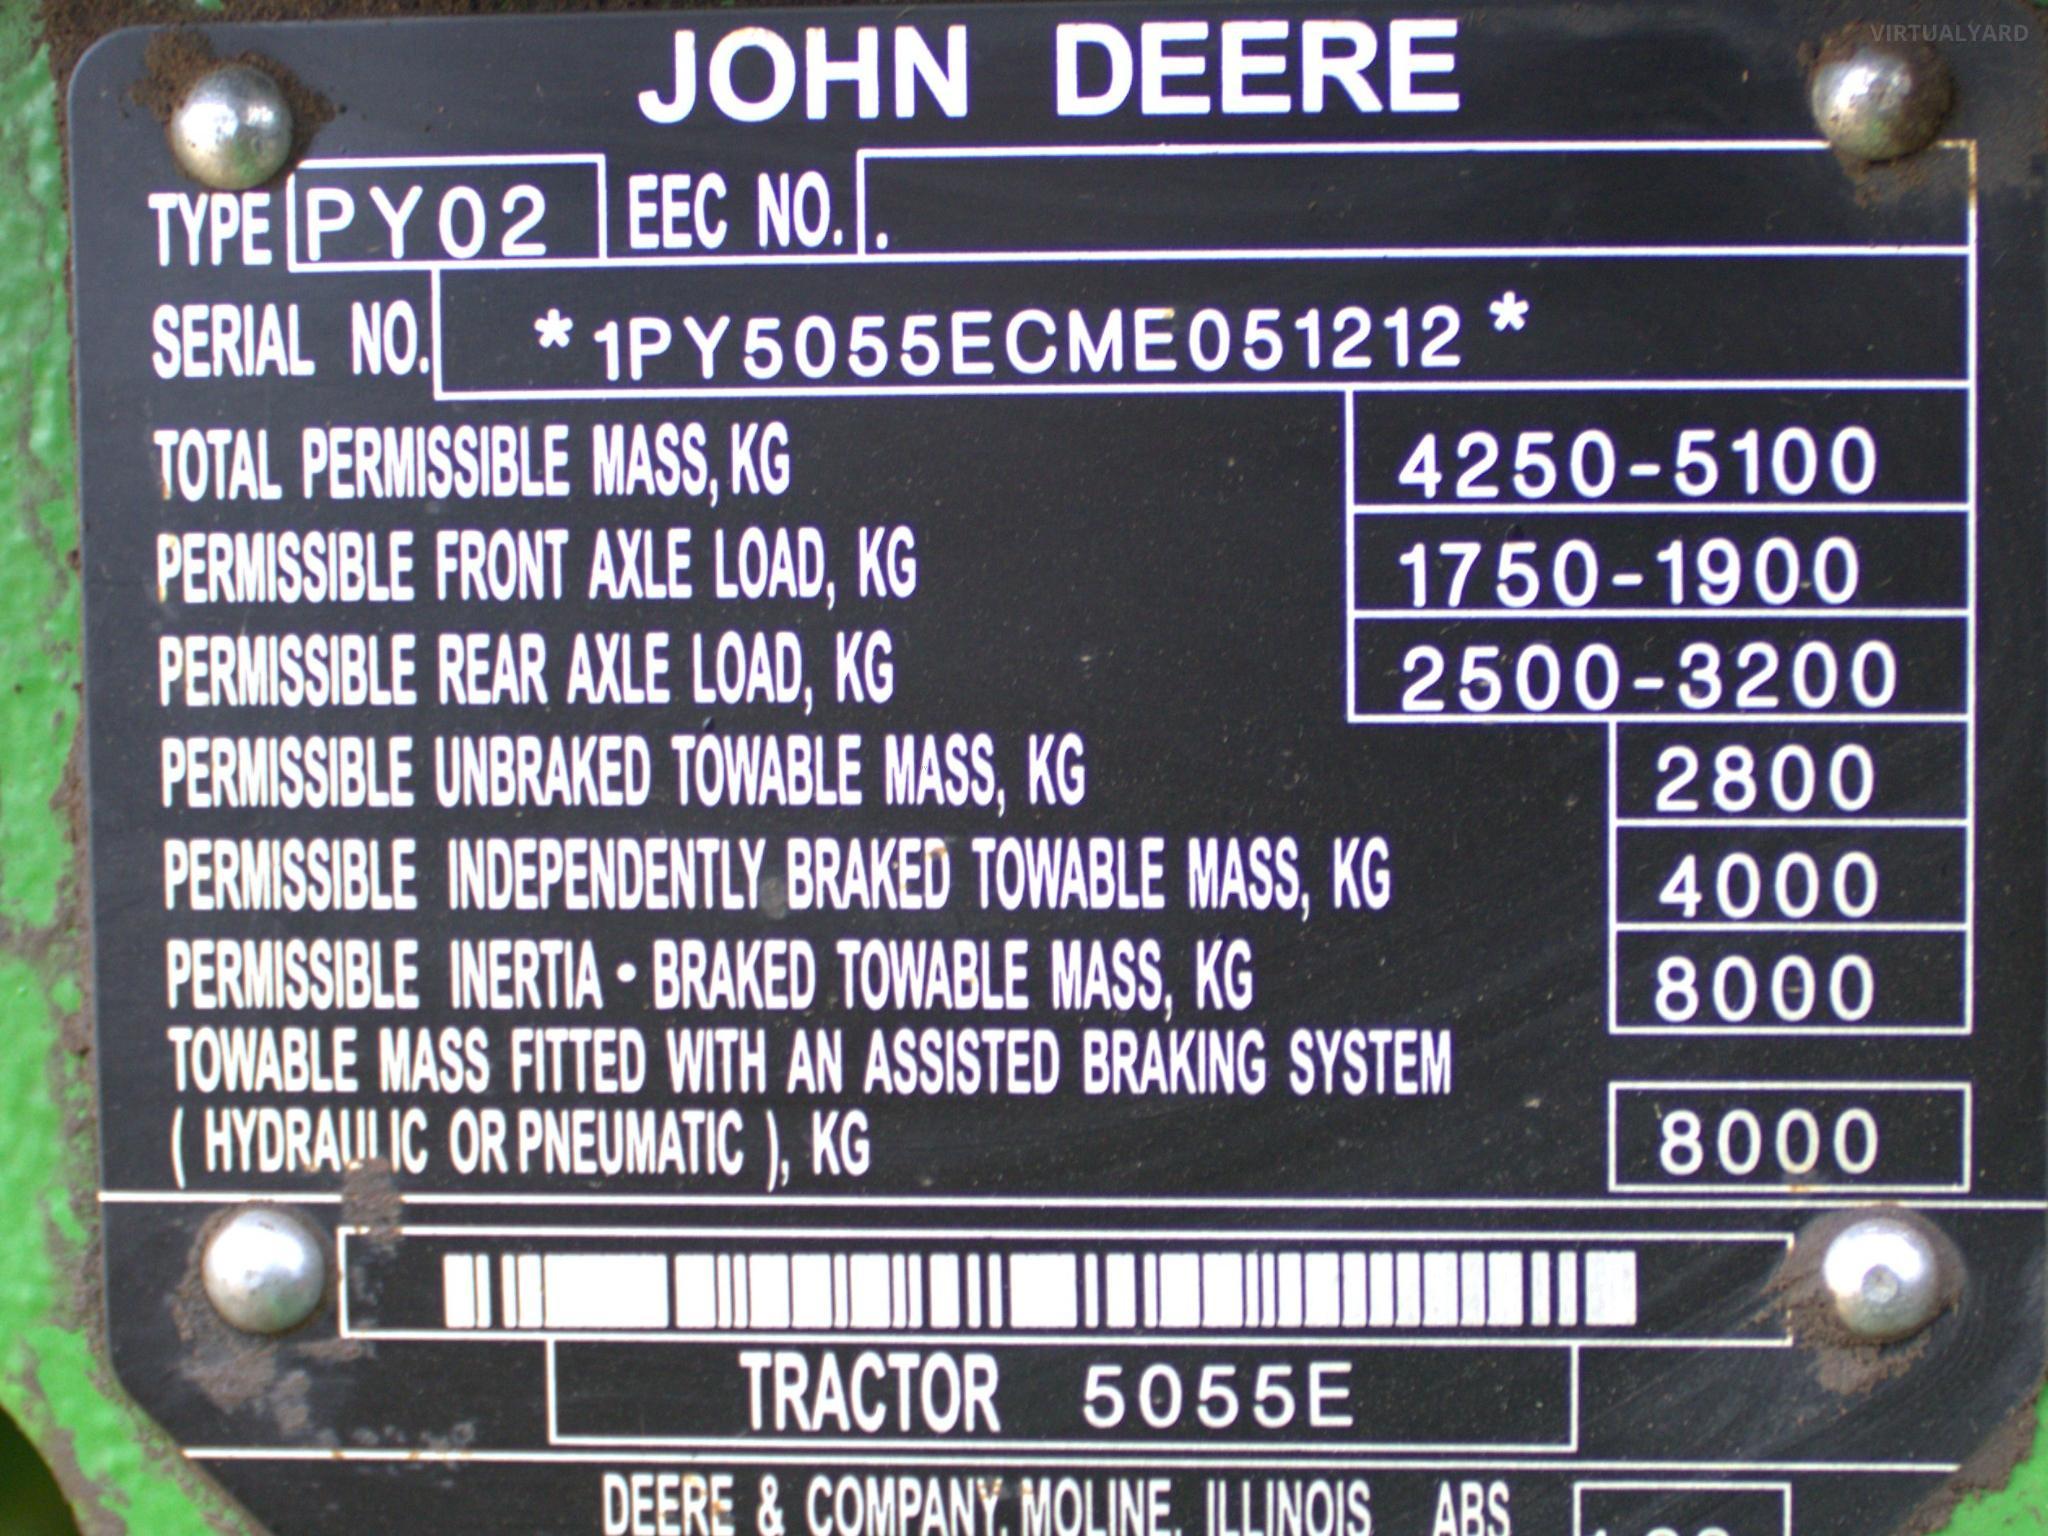 VIRTUALYARD
JOHN DEERE
TYPE PY02 EEC NO. .
SERIAL NO. *1PY5055ECME051212*
TOTAL PERMISSIBLE MASS, KG 4250-5100
PERMISSIBLE FRONT AXLE LOAD, KG 1750-1900
PERMISSIBLE REAR AXLE LOAD, KG 2500-3200
PERMISSIBLE UNBRAKED TOWABLE MASS, KG 2800
PERMISSIBLE INDEPENDENTLY BRAKED TOWABLE MASS, KG 4000
PERMISSIBLE INERTIA • BRAKED TOWABLE MASS, KG 8000
TOWABLE MASS FITTED WITH AN ASSISTED BRAKING SYSTEM
( HYDRAULIC OR PNEUMATIC ), KG 8000
TRACTOR 5055E
DEERE & COMPANY, MOLINE, ILLINOIS ABS